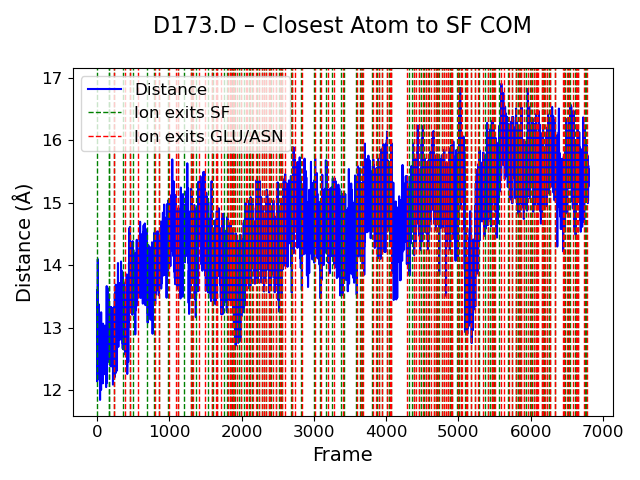 D173.D – Closest Atom to SF COM
17
16
15
14
13
12
Distance (Å)
Distance
Ion exits SF
Ion exits GLU/ASN
0 1000 2000 3000 4000 5000 6000 7000
Frame